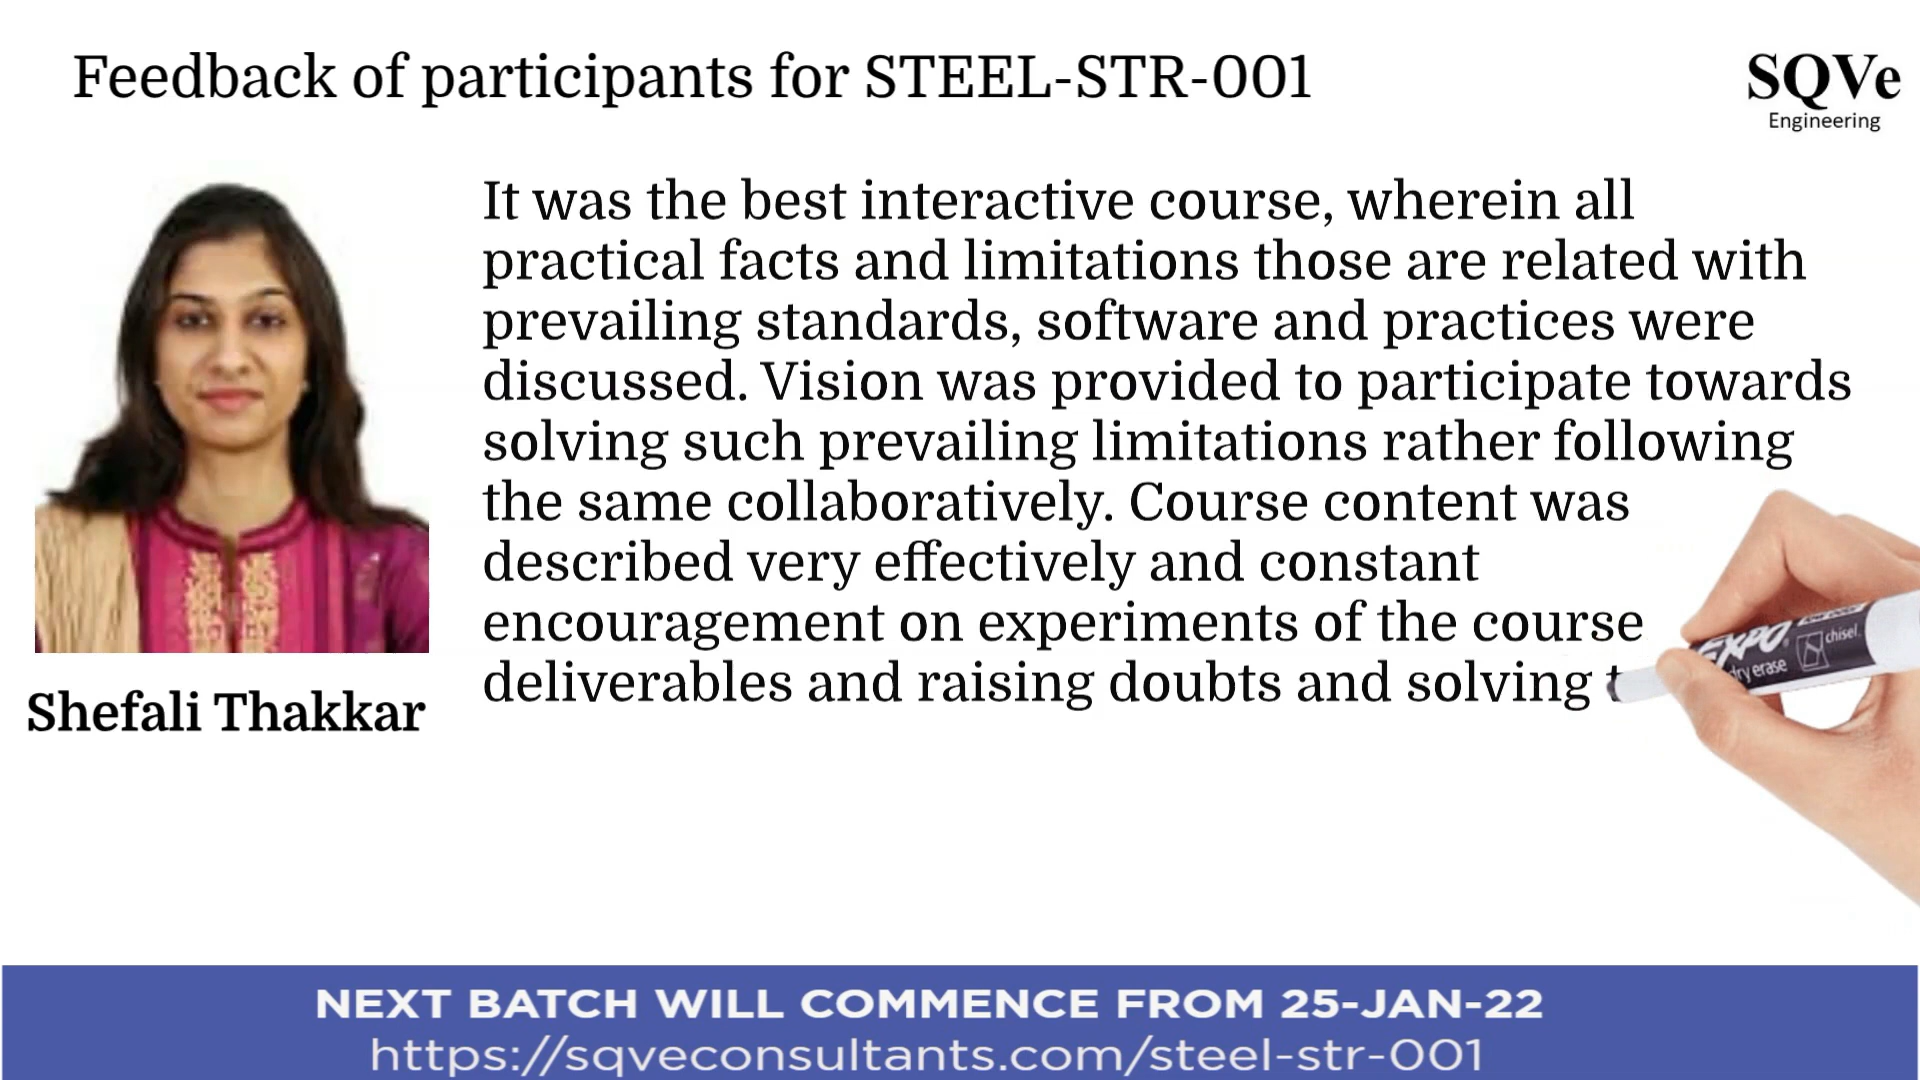 Feedback of participants for STEEL-STR-001
SQVe
Engineering
It was the best interactive course, wherein all
practical facts and limitations those are related with
prevailing standards, software and practices were
discussed. Vision was provided to participate towards
solving such prevailing limitations rather following
the same collaboratively. Course content was
described very effectively and constant
encouragement on experiments of the course
deliverables and raising doubts and solving
Shefali Thakkar
EXPO
chisel.
dry erase
NEXT BATCH WILL COMMENCE FROM 25-JAN-22
https://sqveconsultants.com/steel-str-001